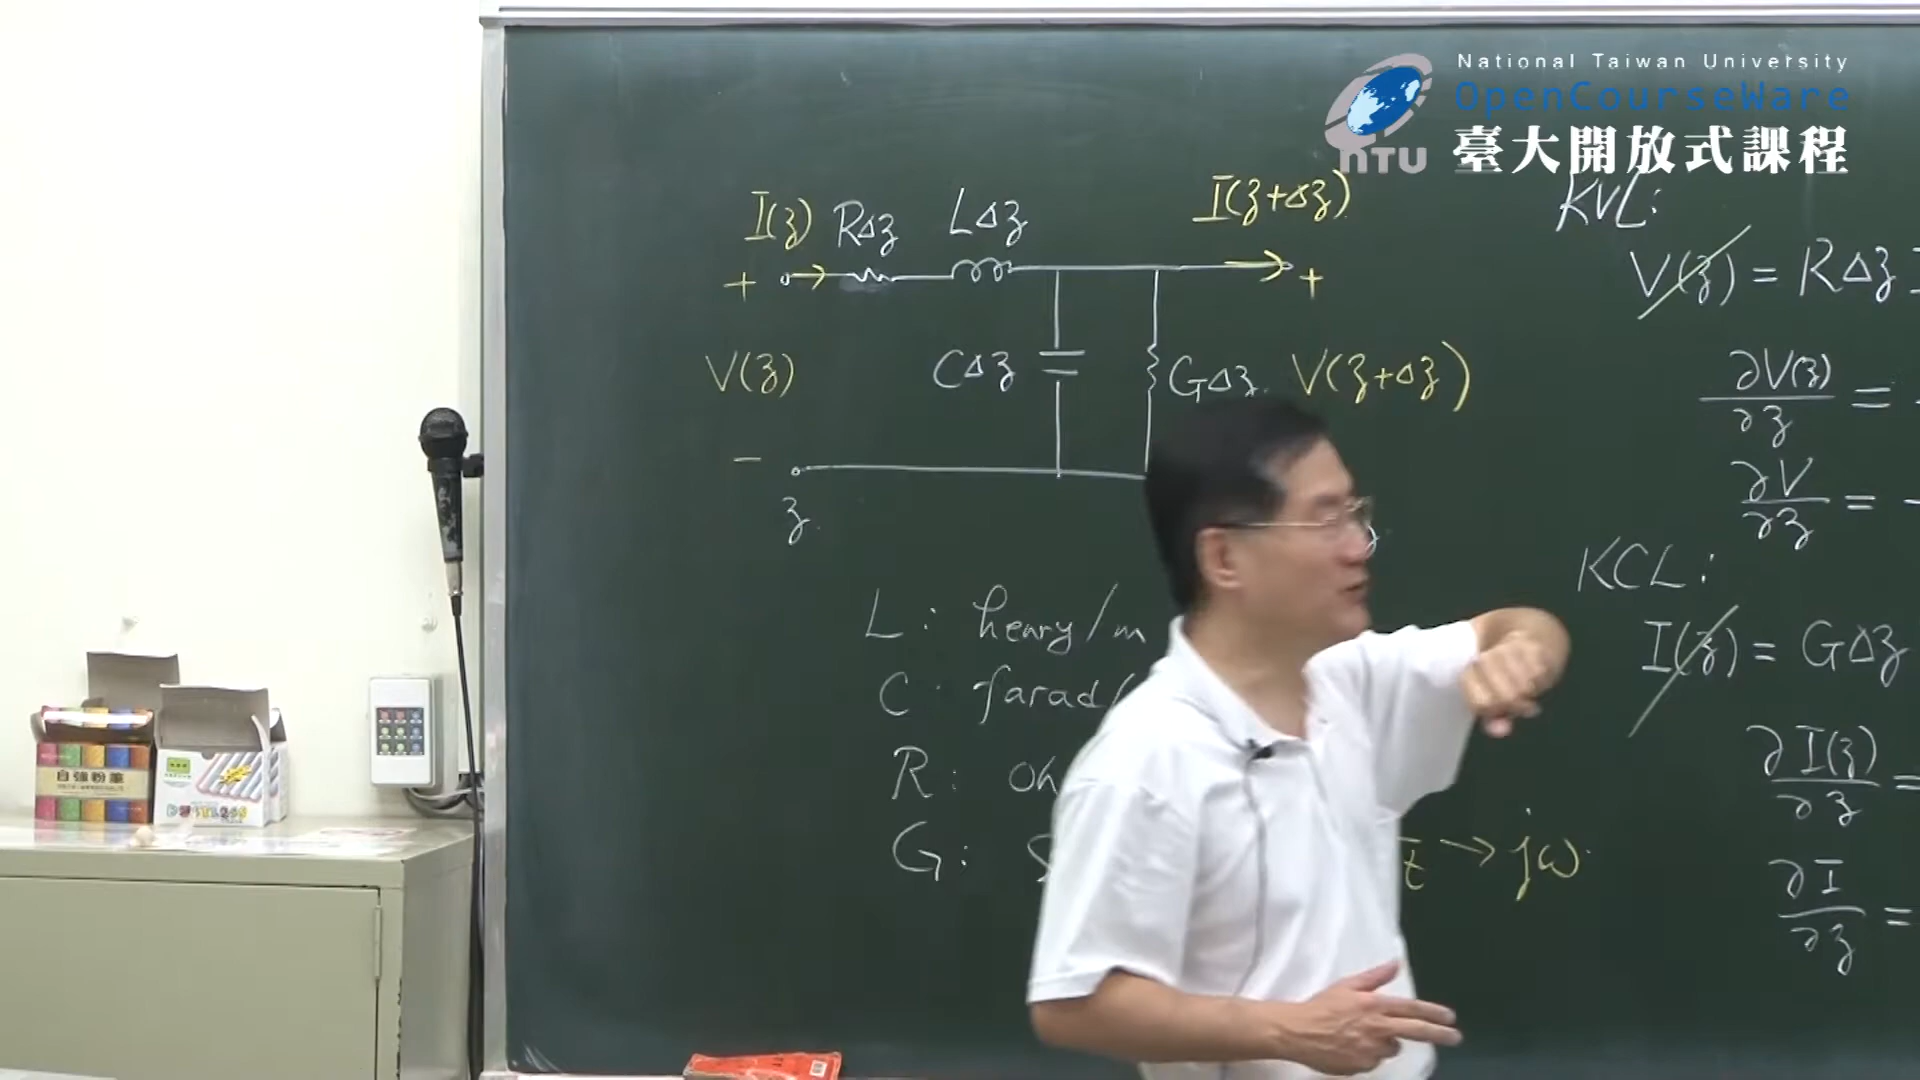 National Taiwan University
OpenCourseWare
臺大開放式課程
NTU
I(z) RΔz LΔz I(z+Δz)
+ +
V(z) CΔz GΔz V(z+Δz)
−
z
L: henry/m
C: farad/
R:
G:
→ jω
KVL:
V(z) = RΔz
∂V(z)/∂z =
∂V/∂z =
KCL:
I(z) = GΔz
∂I(z)/∂z =
∂I/∂z =
自強粉筆